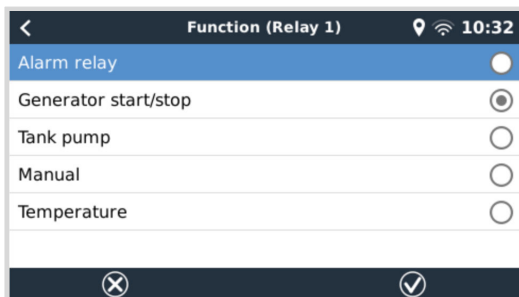 Function (Relay 1) 10:32
Alarm relay
Generator start/stop
Tank pump
Manual
Temperature